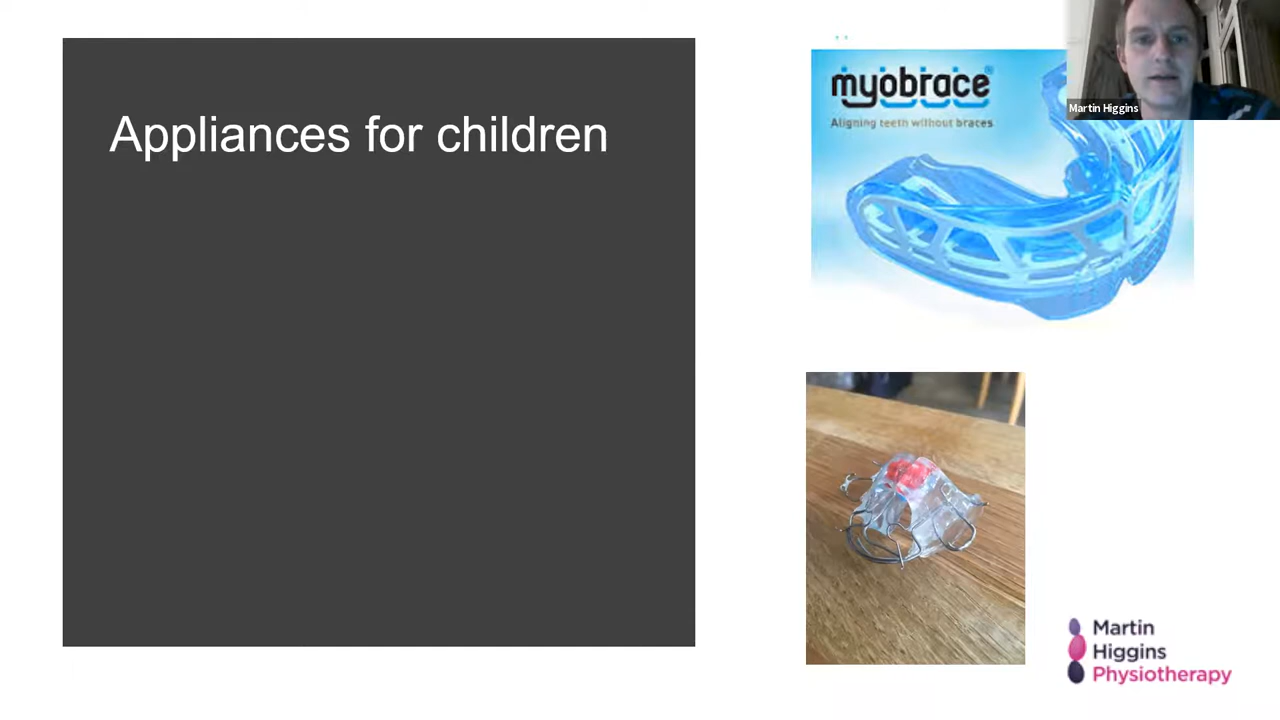 Appliances for children
myobrace
Aligning teeth without braces
Martin Higgins
Martin
Higgins
Physiotherapy